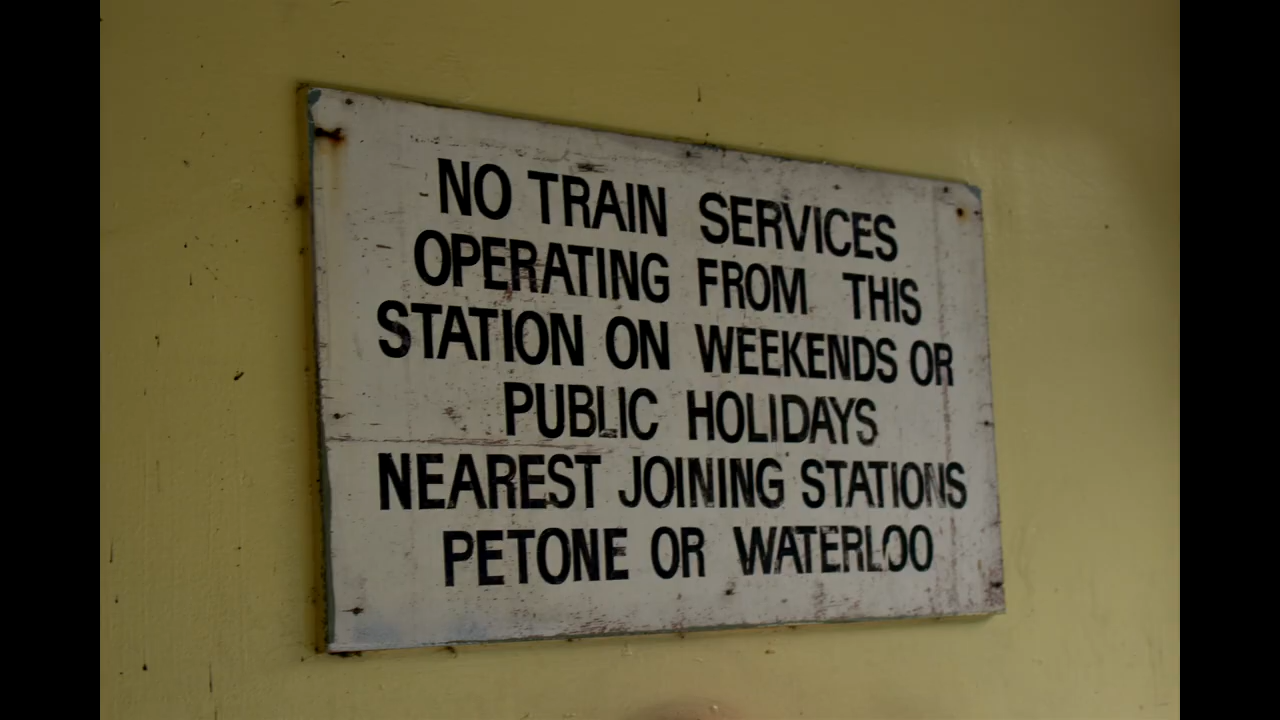 NO TRAIN SERVICES
OPERATING FROM THIS
STATION ON WEEKENDS OR
PUBLIC HOLIDAYS
NEAREST JOINING STATIONS
PETONE OR WATERLOO